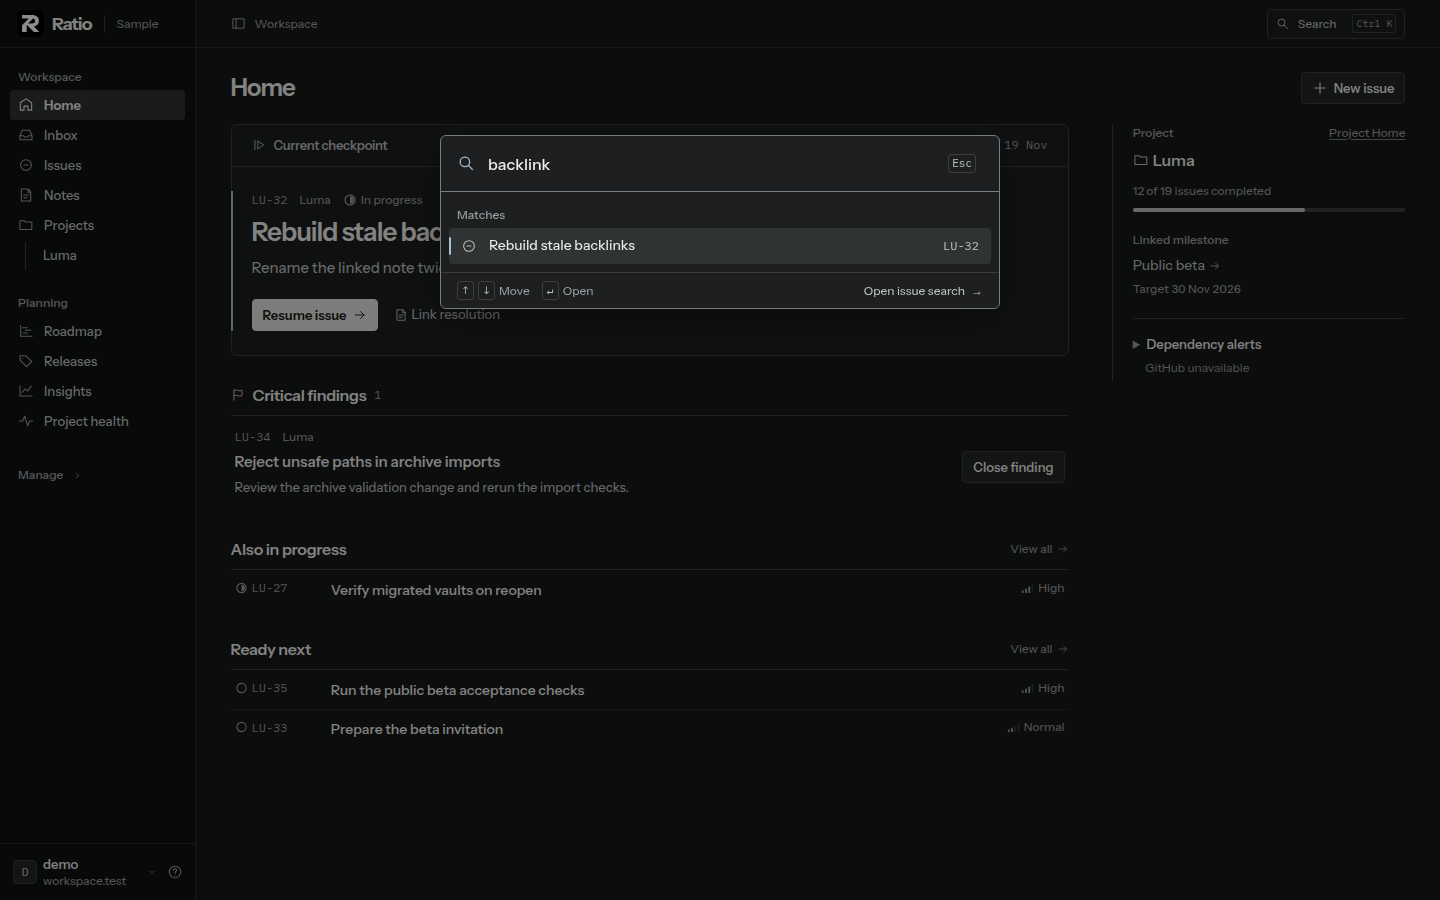 Ratio
Sample
Workspace
Search
Ctrl K
Workspace
Home
Inbox
Issues
Notes
Projects
Luma
Planning
Roadmap
Releases
Insights
Project health
Manage
demo
workspace.test
D
Home
New issue
Current checkpoint
19 Nov
LU-32 Luma In progress
Rebuild stale bac
Rename the linked note
Resume issue
Link resolution
backlink
Esc
Matches
Rebuild stale backlinks
LU-32
↑ ↓ Move ↵ Open
Open issue search →
Critical findings 1
LU-34 Luma
Reject unsafe paths in archive imports
Review the archive validation change and rerun the import checks.
Close finding
Also in progress
View all →
LU-27
Verify migrated vaults on reopen
High
Ready next
View all →
LU-35
Run the public beta acceptance checks
High
LU-33
Prepare the beta invitation
Normal
Project
Project Home
Luma
12 of 19 issues completed
Linked milestone
Public beta →
Target 30 Nov 2026
Dependency alerts
GitHub unavailable